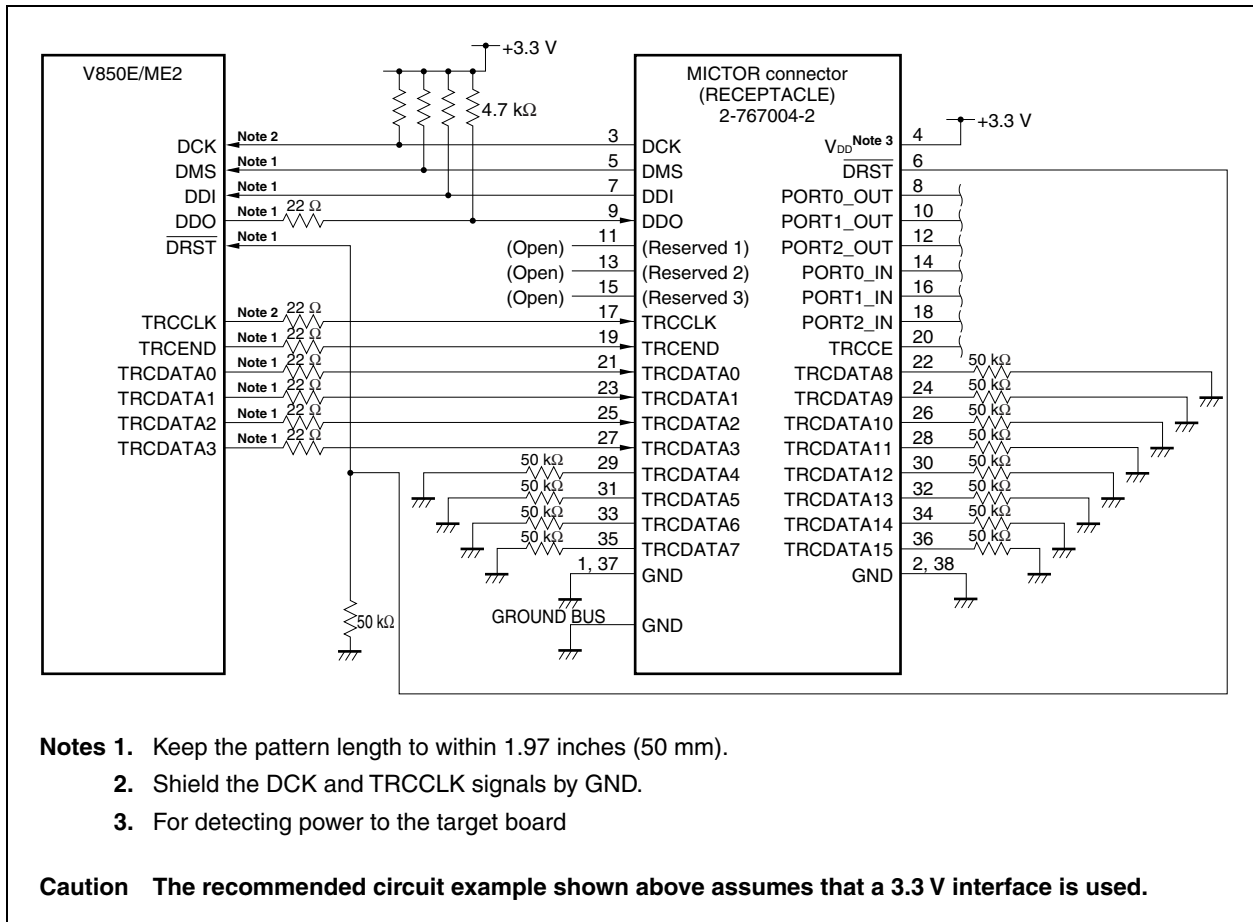 +3.3 V
V850E/ME2
MICTOR connector
(RECEPTACLE)
2-767004-2
4.7 kΩ
+3.3 V
DCK Note 2 3 DCK VDD Note 3 4
DMS Note 1 5 DMS DRST 6
DDI Note 1 7 DDI PORT0_OUT 8
DDO Note 1 22 Ω 9 DDO PORT1_OUT 10
DRST Note 1 (Open) 11 (Reserved 1) PORT2_OUT 12
(Open) 13 (Reserved 2) PORT0_IN 14
(Open) 15 (Reserved 3) PORT1_IN 16
TRCCLK Note 2 22 Ω 17 TRCCLK PORT2_IN 18
TRCEND Note 1 22 Ω 19 TRCEND TRCCE 20
TRCDATA0 Note 1 22 Ω 21 TRCDATA0 TRCDATA8 22 50 kΩ
TRCDATA1 Note 1 22 Ω 23 TRCDATA1 TRCDATA9 24 50 kΩ
TRCDATA2 Note 1 22 Ω 25 TRCDATA2 TRCDATA10 26 50 kΩ
TRCDATA3 Note 1 22 Ω 27 TRCDATA3 TRCDATA11 28 50 kΩ
50 kΩ 29 TRCDATA4 TRCDATA12 30 50 kΩ
50 kΩ 31 TRCDATA5 TRCDATA13 32 50 kΩ
50 kΩ 33 TRCDATA6 TRCDATA14 34 50 kΩ
50 kΩ 35 TRCDATA7 TRCDATA15 36 50 kΩ
1, 37 GND GND 2, 38
50 kΩ GROUND BUS GND
Notes 1. Keep the pattern length to within 1.97 inches (50 mm).
2. Shield the DCK and TRCCLK signals by GND.
3. For detecting power to the target board
Caution The recommended circuit example shown above assumes that a 3.3 V interface is used.